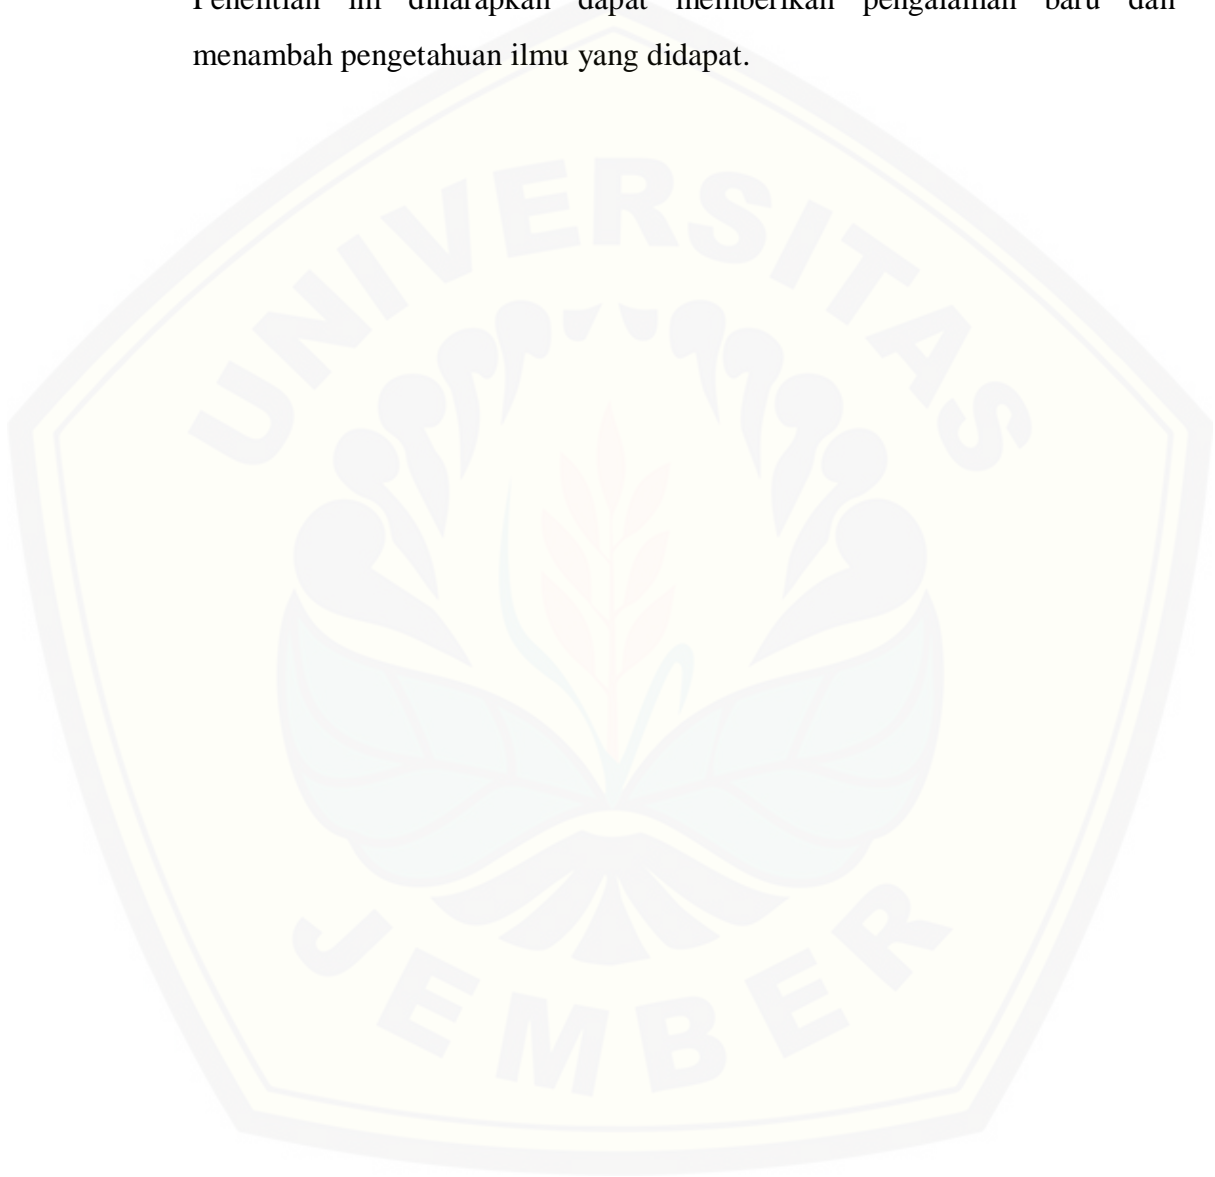 Penelitian ini diharapkan dapat memberikan pengalaman baru dan
menambah pengetahuan ilmu yang didapat.
UNIVERSITAS
JEMBER